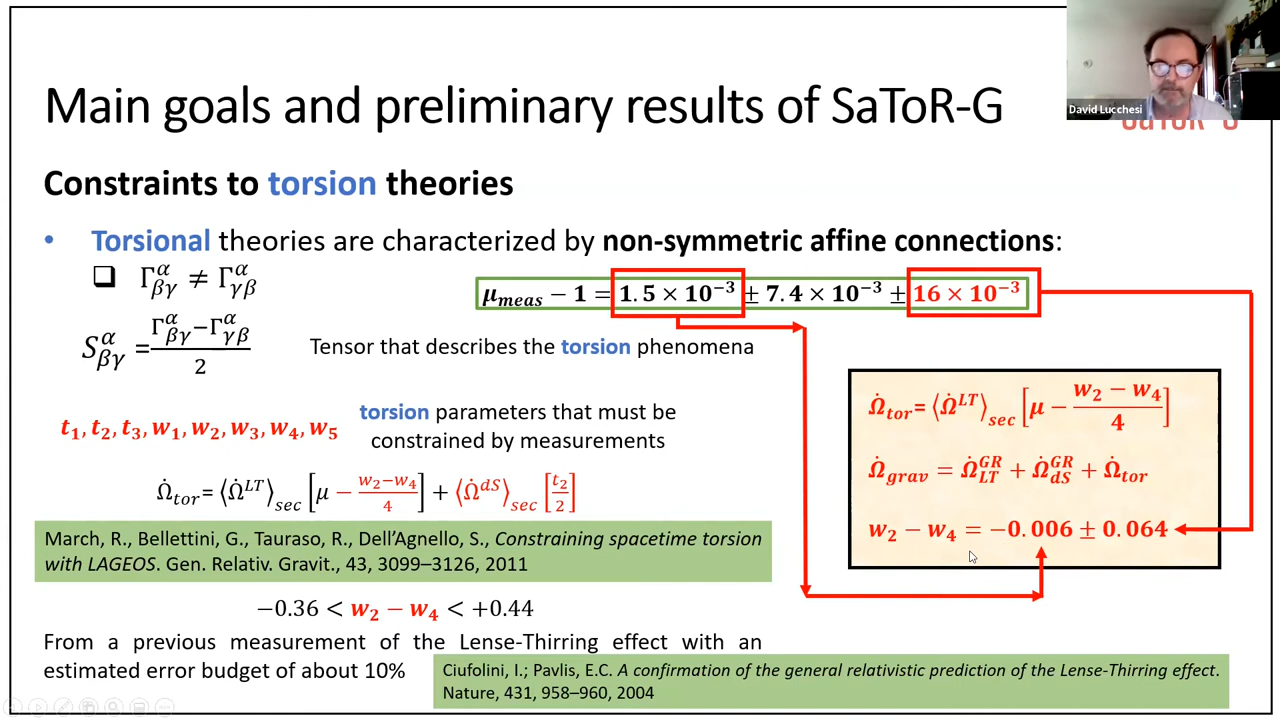 David Lucchesi
Main goals and preliminary results of SaToR-G
Constraints to torsion theories
• Torsional theories are characterized by non-symmetric affine connections:
❑ Γ^α_βγ ≠ Γ^α_γβ
μ_meas − 1 = 1.5 × 10^−3 ± 7.4 × 10^−3 ± 16 × 10^−3
S^α_βγ = (Γ^α_βγ − Γ^α_γβ)/2
Tensor that describes the torsion phenomena
t_1, t_2, t_3, w_1, w_2, w_3, w_4, w_5
torsion parameters that must be
constrained by measurements
Ω̇_tor = ⟨Ω̇^LT⟩_sec [μ − (w_2−w_4)/4] + ⟨Ω̇^dS⟩_sec [t_2/2]
Ω̇_tor = ⟨Ω̇^LT⟩_sec [μ − (w_2 − w_4)/4]
Ω̇_grav = Ω̇^GR_LT + Ω̇^GR_dS + Ω̇_tor
w_2 − w_4 = −0.006 ± 0.064
March, R., Bellettini, G., Tauraso, R., Dell’Agnello, S., Constraining spacetime torsion
with LAGEOS. Gen. Relativ. Gravit., 43, 3099–3126, 2011
−0.36 < w_2 − w_4 < +0.44
From a previous measurement of the Lense-Thirring effect with an
estimated error budget of about 10%
Ciufolini, I.; Pavlis, E.C. A confirmation of the general relativistic prediction of the Lense-Thirring effect.
Nature, 431, 958–960, 2004